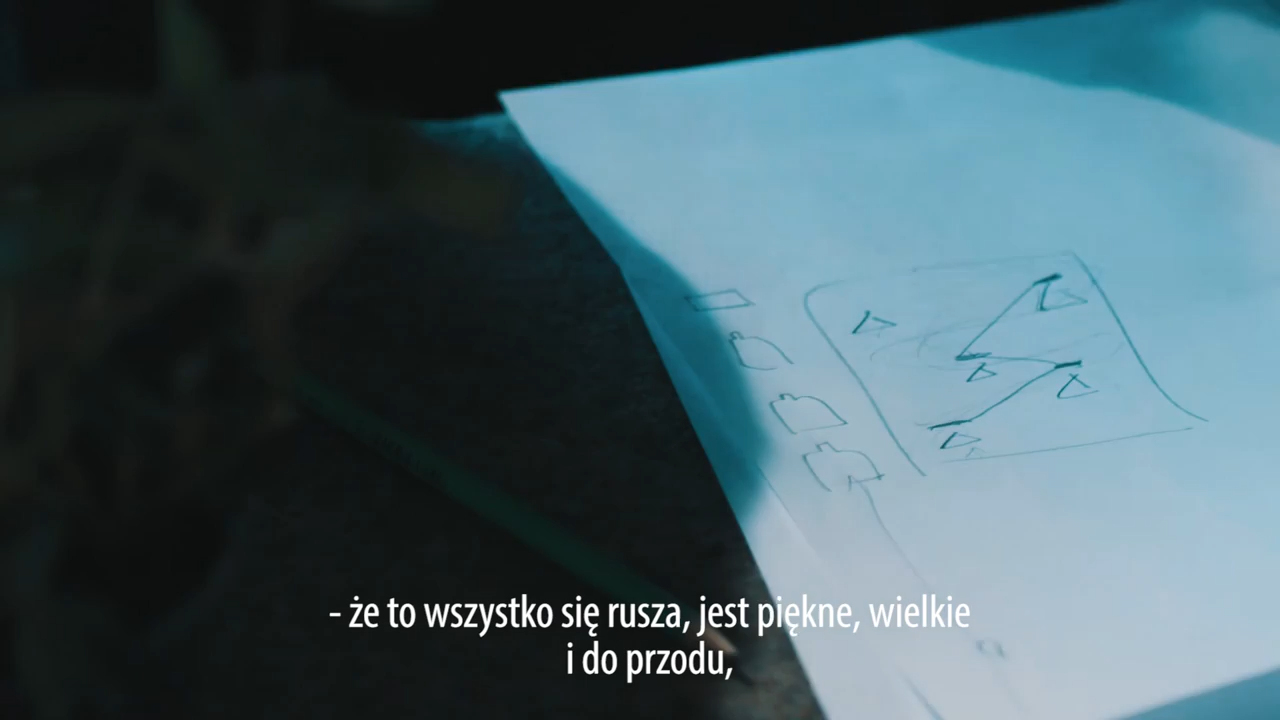 - że to wszystko się rusza, jest piękne, wielkie
i do przodu,